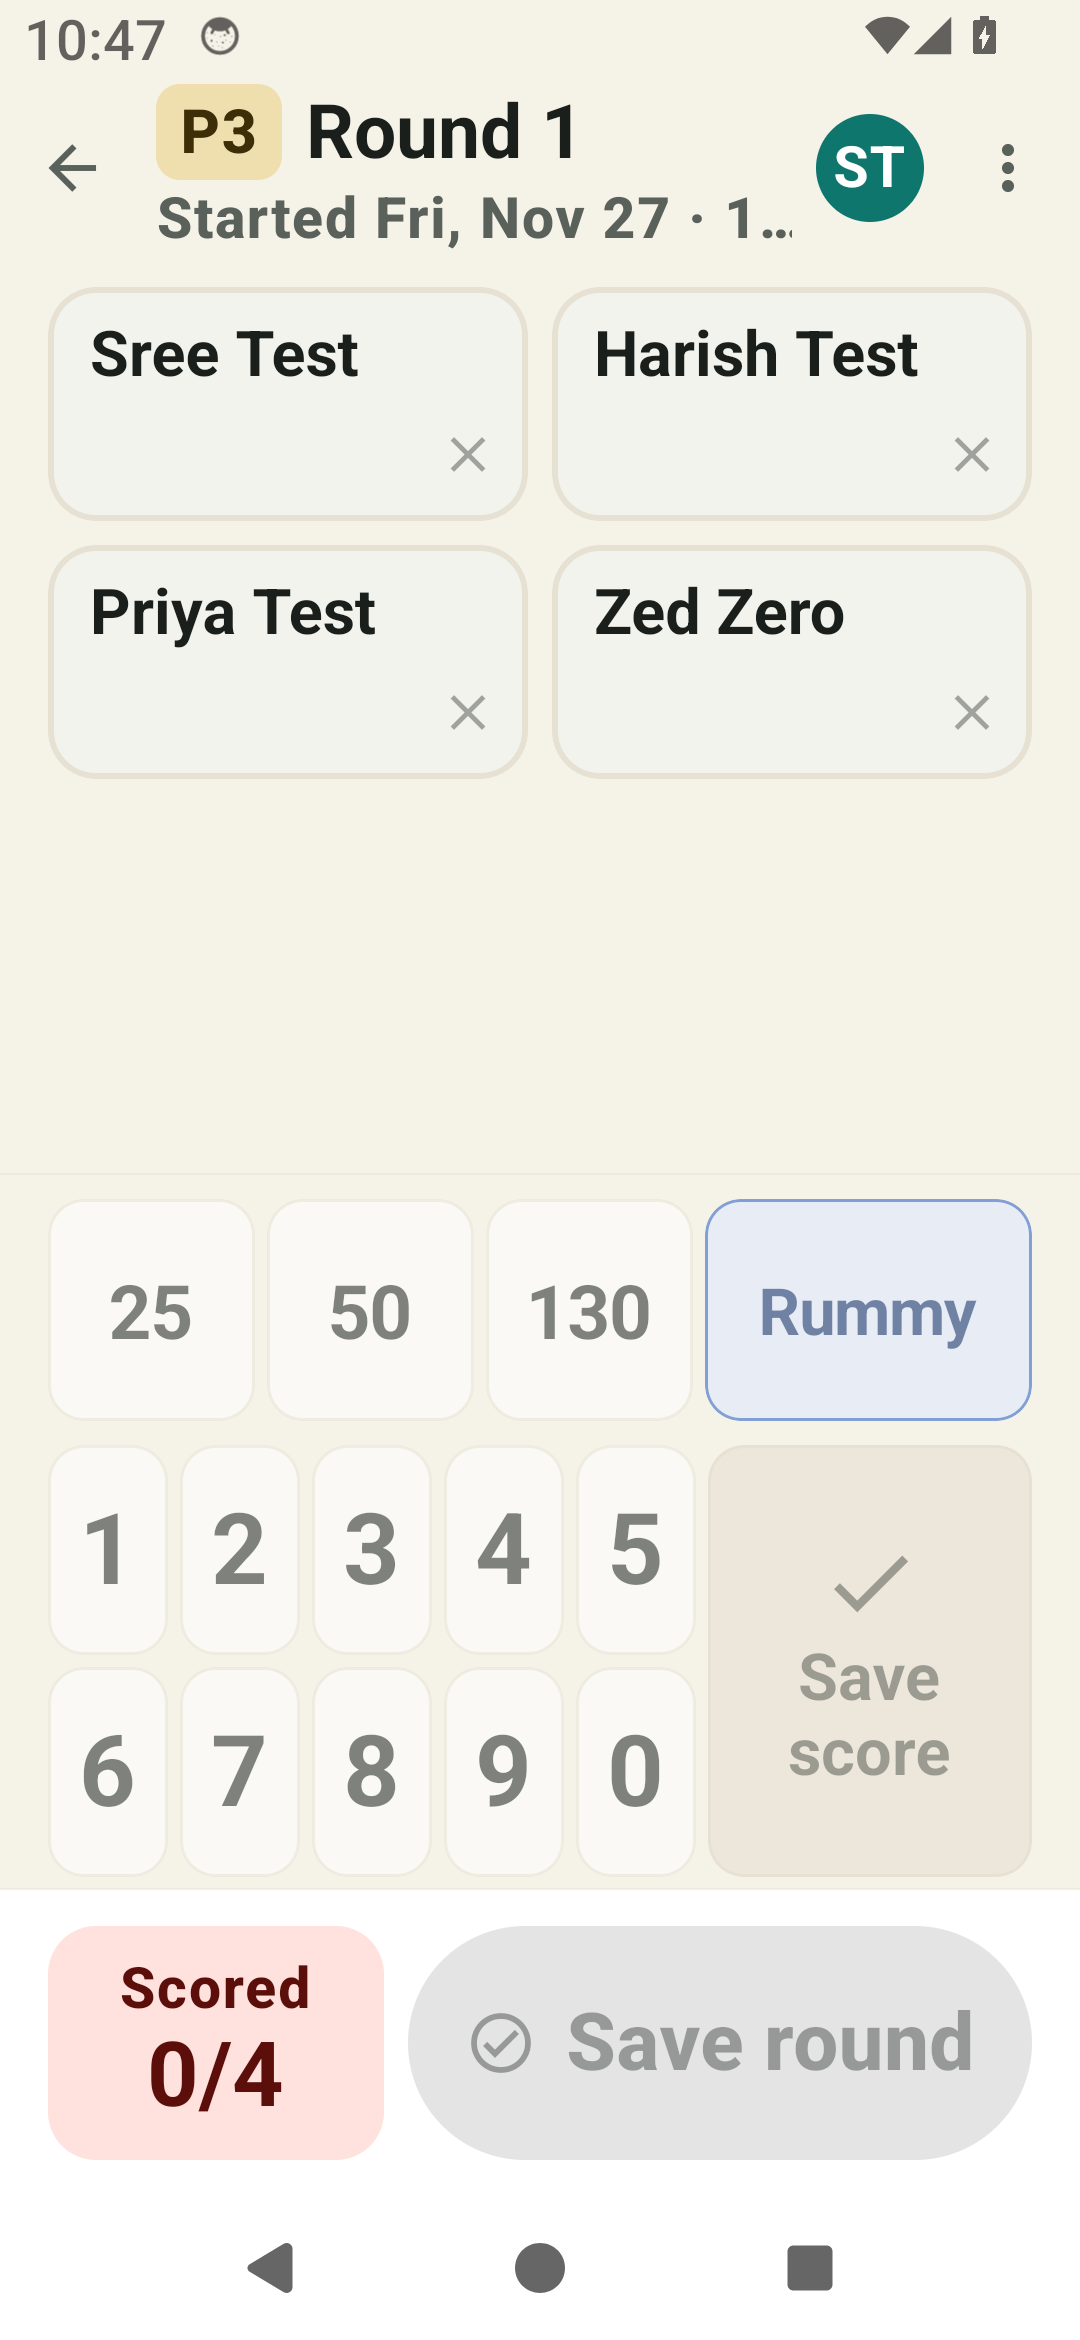 10:47
P3 Round 1
Started Fri, Nov 27 · 1…
ST
Sree Test
Harish Test
Priya Test
Zed Zero
25 50 130 Rummy
1 2 3 4 5
Save
score
6 7 8 9 0
Scored
0/4
Save round